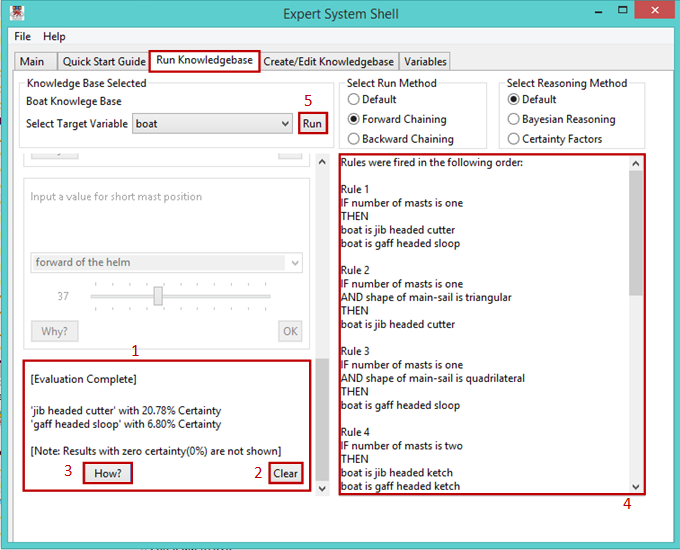 Expert System Shell
File Help
Main Quick Start Guide Run Knowledgebase Create/Edit Knowledgebase Variables
Knowledge Base Selected
Boat Knowlege Base
5
Select Target Variable boat Run
Select Run Method
Default
Forward Chaining
Backward Chaining
Select Reasoning Method
Default
Bayesian Reasoning
Certainty Factors
Input a value for short mast position
forward of the helm
37
Why? OK
1
[Evaluation Complete]
'jib headed cutter' with 20.78% Certainty
'gaff headed sloop' with 6.80% Certainty
[Note: Results with zero certainty(0%) are not shown]
3 How? 2 Clear
Rules were fired in the following order:
Rule 1
IF number of masts is one
THEN
boat is jib headed cutter
boat is gaff headed sloop
Rule 2
IF number of masts is one
AND shape of main-sail is triangular
THEN
boat is jib headed cutter
Rule 3
IF number of masts is one
AND shape of main-sail is quadrilateral
THEN
boat is gaff headed sloop
Rule 4
IF number of masts is two
THEN
boat is jib headed ketch
boat is gaff headed ketch
4